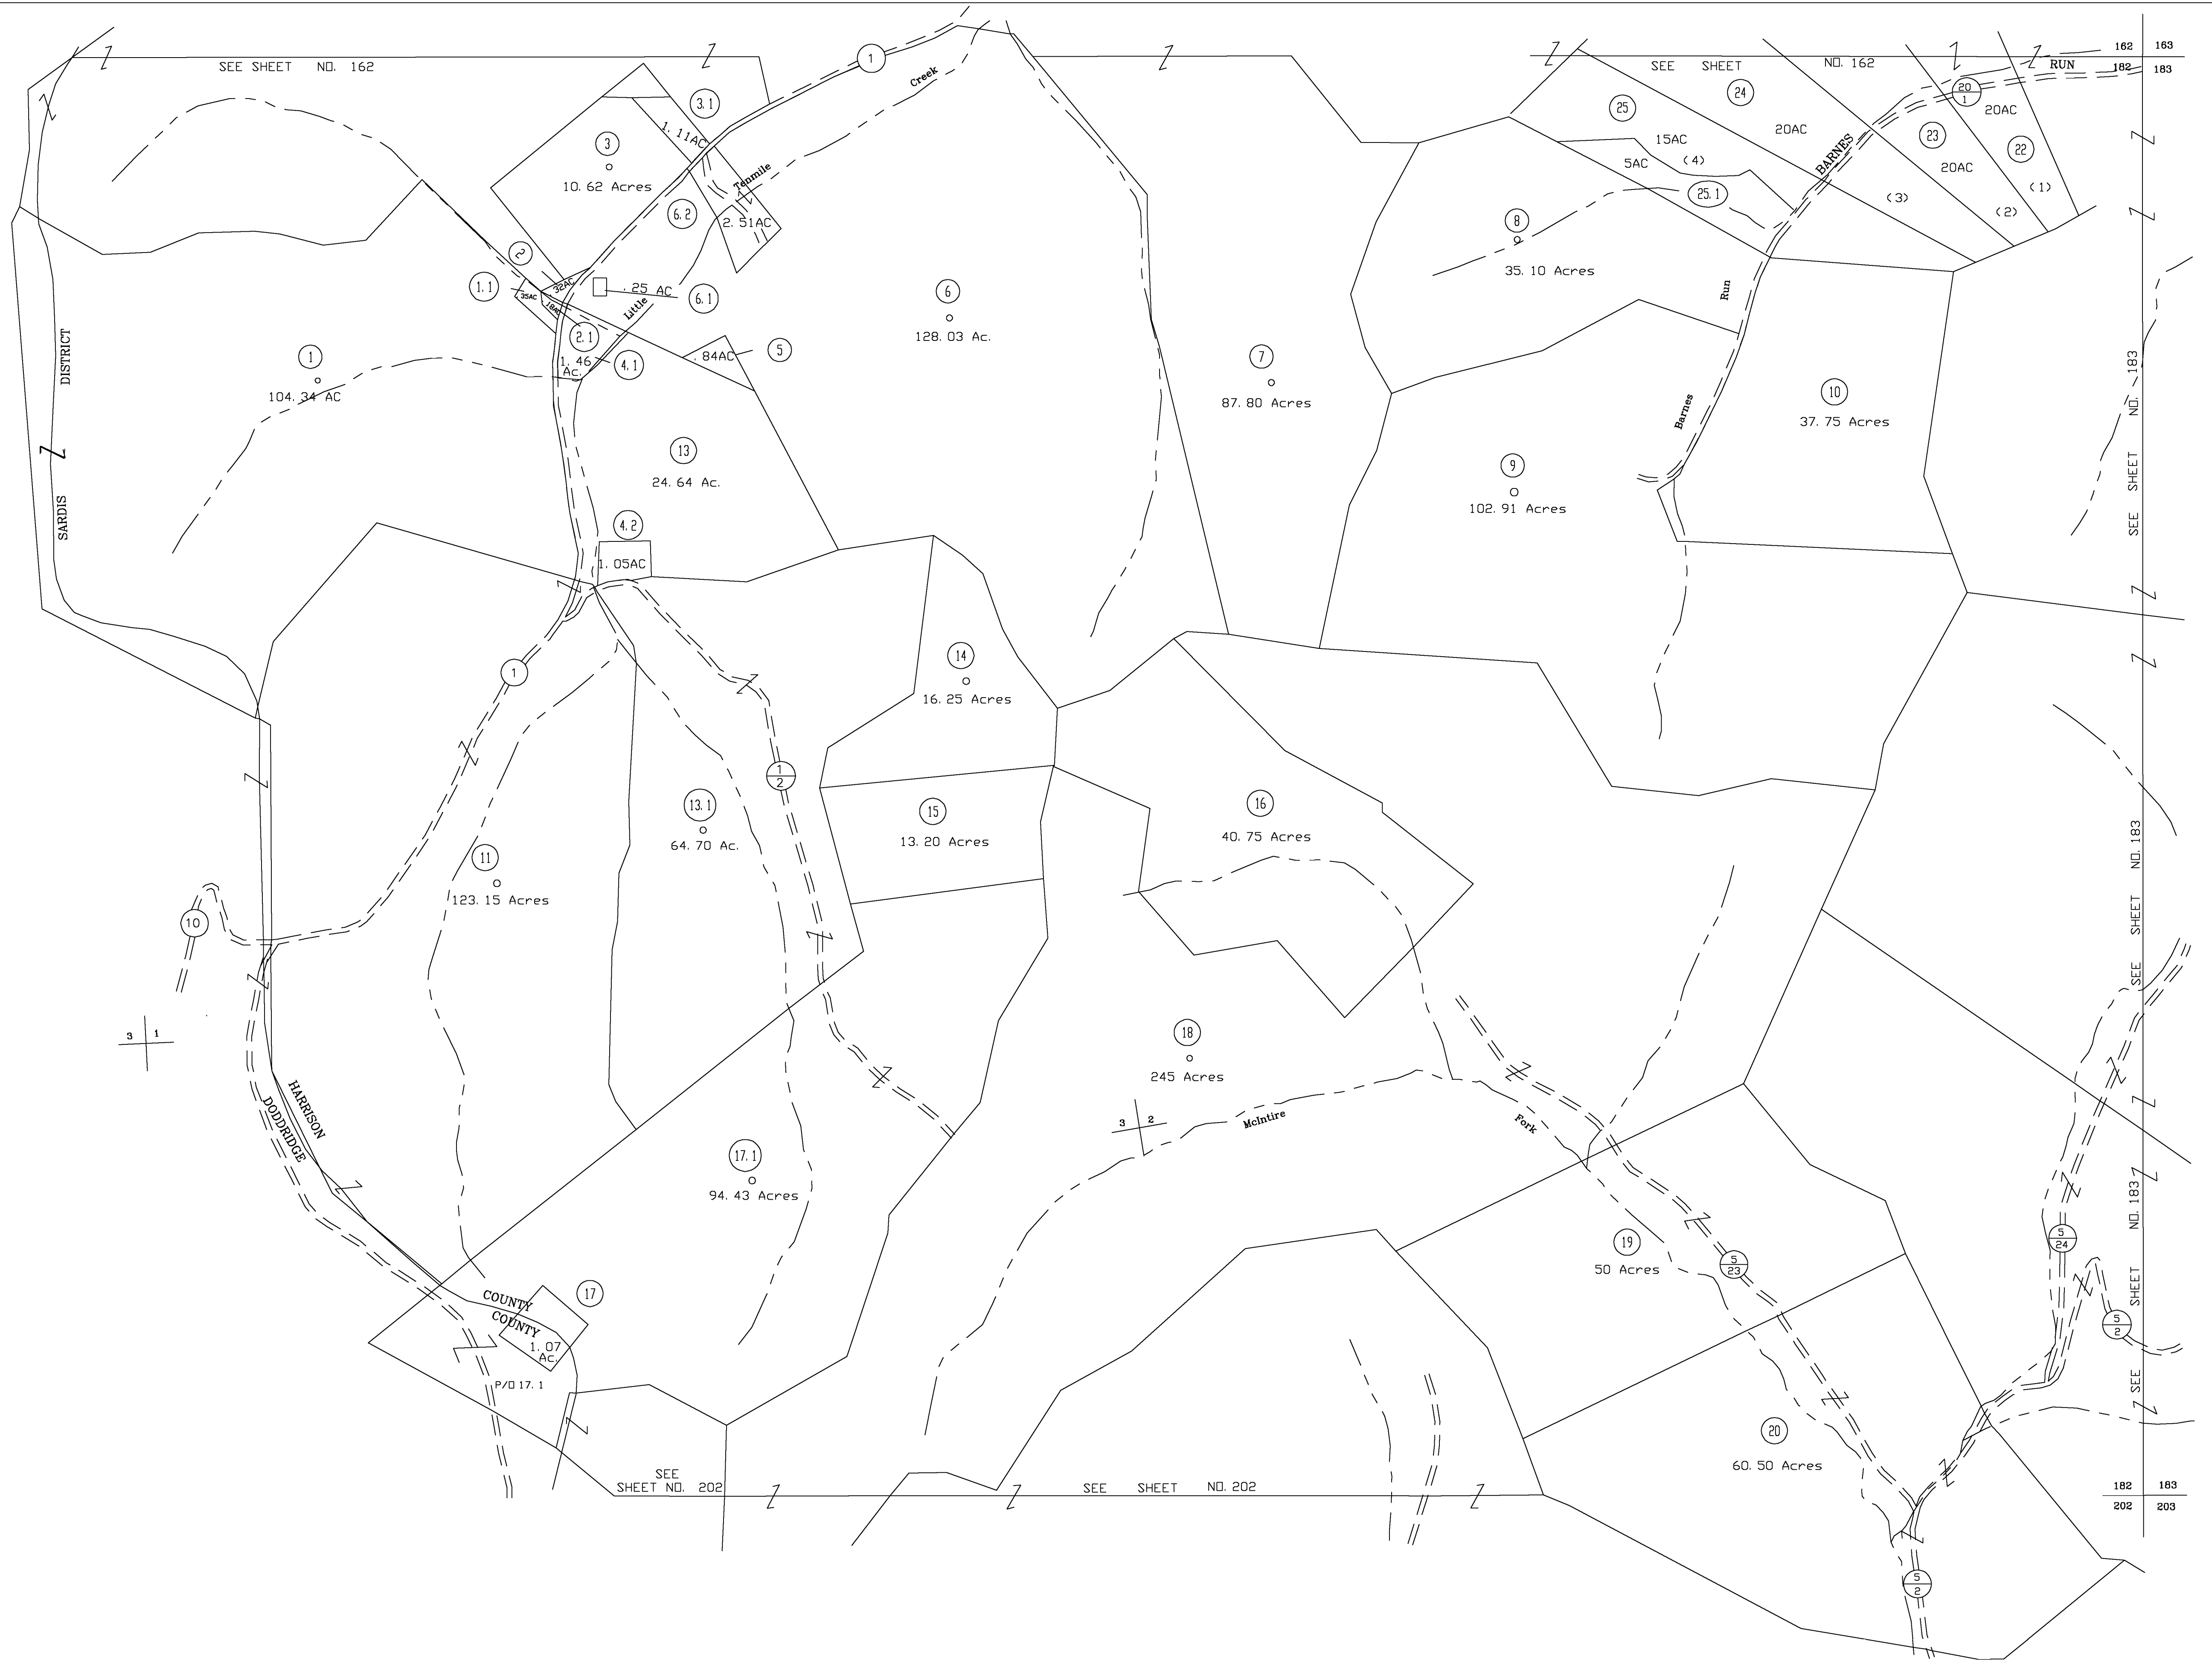 SEE SHEET NO. 162
1
Creek
SEE SHEET NO. 162
162 163
RUN
182 183
3.1
1.11AC
3
10.62 Acres
Tenmile
6.2
2.51AC
25
24
20
1
20AC
15AC
20AC
23
22
5AC
(4)
BARNES
20AC
25.1
(3)
(2)
(1)
8
35.10 Acres
2
1.1
35AC
32AC
18AC
.25 AC
6.1
Little
2.1
1.46
Ac.
4.1
.84AC
5
6
128.03 Ac.
Run
DISTRICT
SARDIS
1
104.34 AC
7
87.80 Acres
10
37.75 Acres
Barnes
SEE SHEET NO. 183
13
24.64 Ac.
9
102.91 Acres
4.2
1.05AC
1
14
16.25 Acres
1
2
13.1
64.70 Ac.
15
13.20 Acres
16
40.75 Acres
11
123.15 Acres
10
SEE SHEET NO. 183
3 1
18
245 Acres
3 2
McIntire
Fork
HARRISON
DODDRIDGE
17.1
94.43 Acres
19
50 Acres
5
23
5
24
5
2
SEE SHEET NO. 183
17
COUNTY
COUNTY
1.07
Ac.
P/O 17.1
20
60.50 Acres
SEE
SHEET NO. 202
SEE SHEET NO. 202
182 183
202 203
5
2